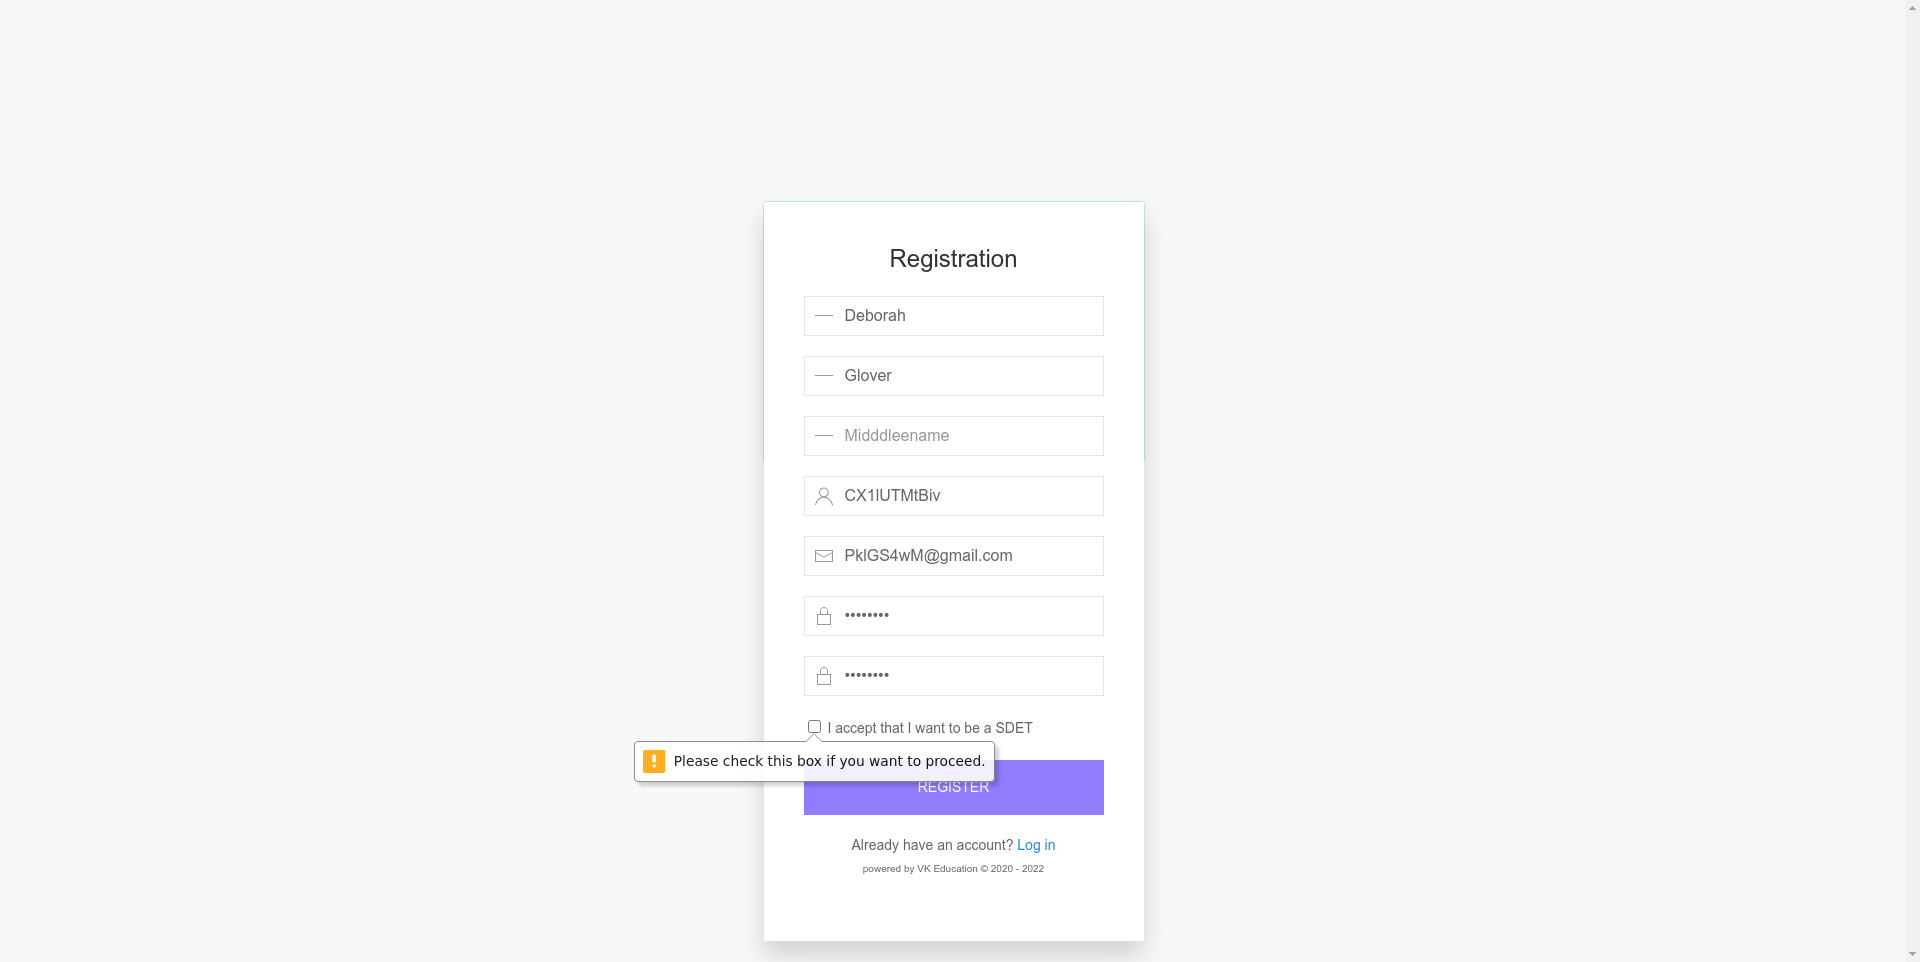 Registration
Deborah
Glover
Midddleename
CX1lUTMtBiv
PklGS4wM@gmail.com
••••••••
••••••••
I accept that I want to be a SDET
Please check this box if you want to proceed.
REGISTER
Already have an account? Log in
powered by VK Education © 2020 - 2022